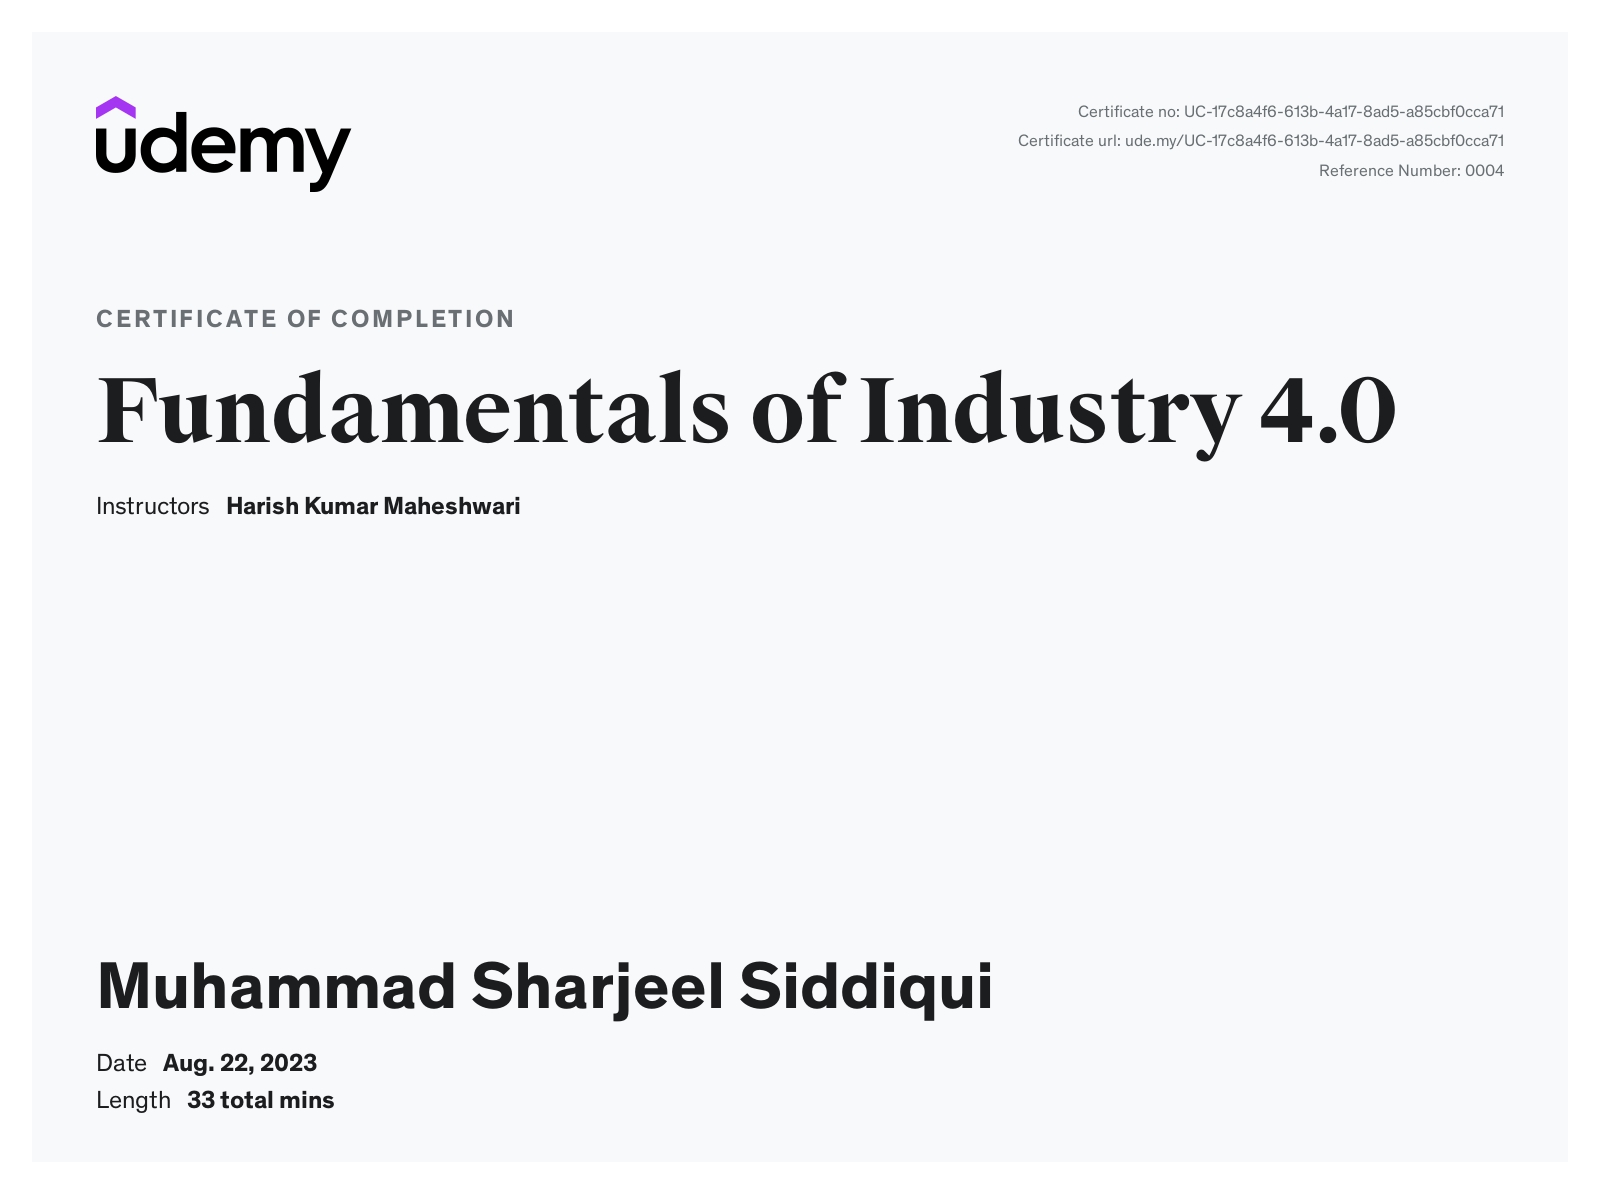 udemy
Certificate no: UC-17c8a4f6-613b-4a17-8ad5-a85cbf0cca71
Certificate url: ude.my/UC-17c8a4f6-613b-4a17-8ad5-a85cbf0cca71
Reference Number: 0004
CERTIFICATE OF COMPLETION
Fundamentals of Industry 4.0
Instructors Harish Kumar Maheshwari
Muhammad Sharjeel Siddiqui
Date Aug. 22, 2023
Length 33 total mins